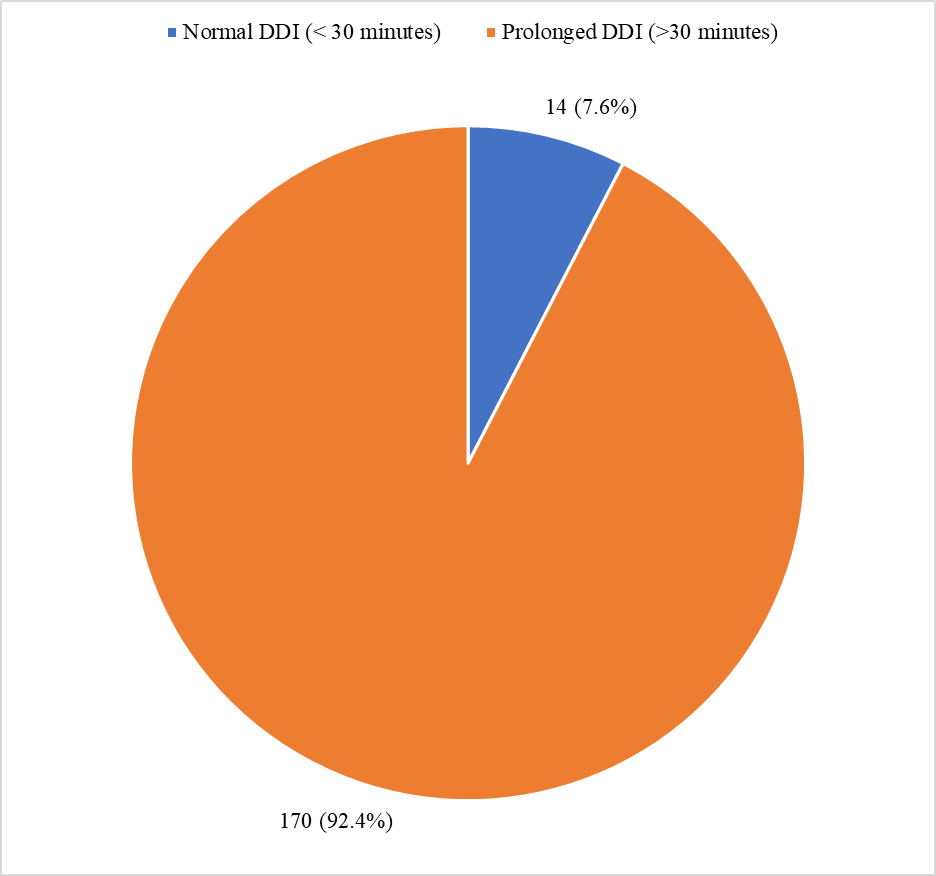 Normal DDI (< 30 minutes) Prolonged DDI (>30 minutes)
14 (7.6%)
170 (92.4%)